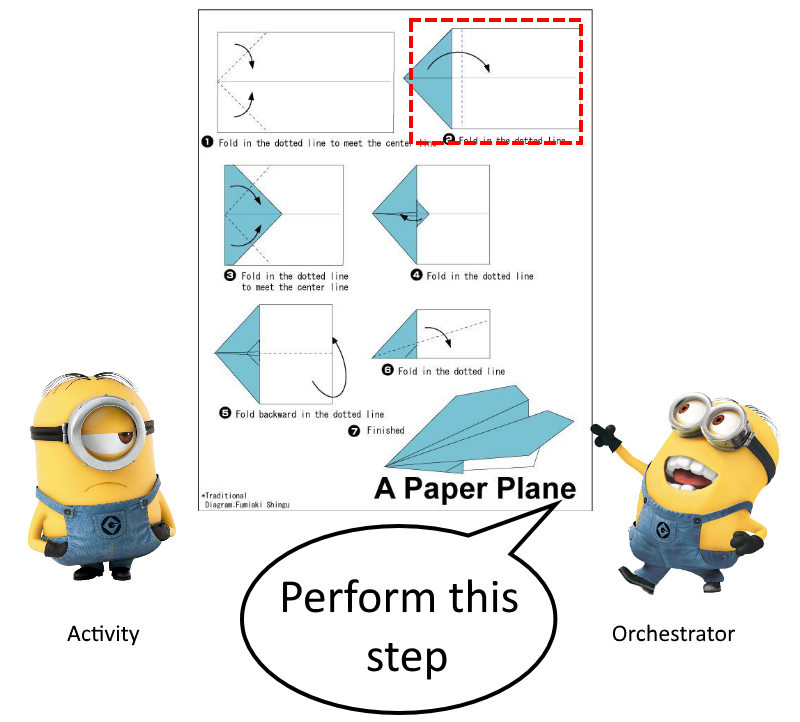 ❶ Fold in the dotted line to meet the center line
❷ Fold in the dotted line
❸ Fold in the dotted line
to meet the center line
❹ Fold in the dotted line
❺ Fold backward in the dotted line
❻ Fold in the dotted line
❼ Finished
*Traditional
Diagram:Fumiaki Shingu
A Paper Plane
Perform this
step
Activity
Orchestrator